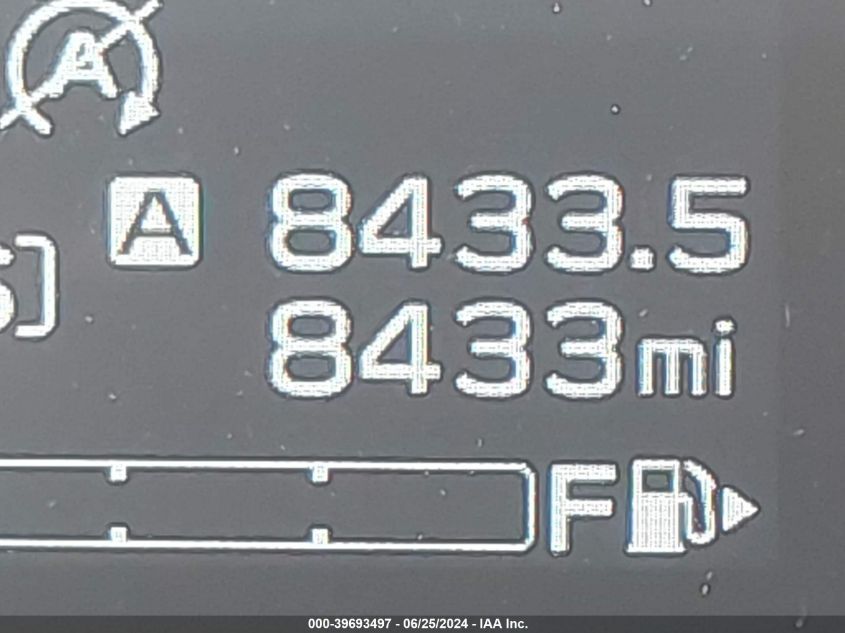 A
A 8433.5
8433mi
F
000-39693497 - 06/25/2024 - IAA Inc.